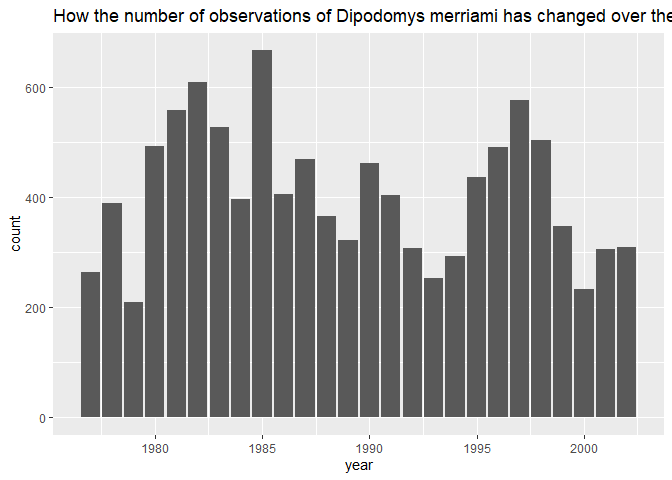 How the number of observations of Dipodomys merriami has changed over the
600
400
200
0
count
1980 1985 1990 1995 2000
year